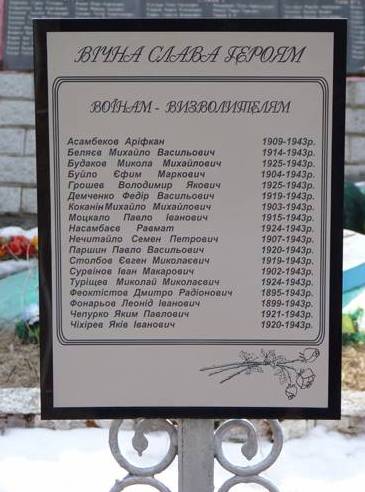 ВІЧНА СЛАВА ГЕРОЯМ
ВОЇНАМ - ВИЗВОЛИТЕЛЯМ
Асамбеков Аріфкан 1909-1943р.
Беляєв Михайло Васильович 1914-1943р.
Будаков Микола Михайлович 1925-1943р.
Буйло Єфим Маркович 1904-1943р.
Грошев Володимир Якович 1925-1943р.
Демченко Федір Васильович 1919-1943р.
Коканін Михайло Михайлович 1903-1943р.
Моцкало Павло Іванович 1915-1943р.
Насамбаєв Равмат 1924-1943р.
Нечитайло Семен Петрович 1907-1943р.
Паршин Павло Васильович 1920-1943р.
Столбов Євген Миколаєвич 1919-1943р.
Сурвінов Іван Макарович 1902-1943р.
Туріщев Миколай Миколаєвич 1924-1943р.
Феоктістов Дмитро Радіонович 1895-1943р.
Фонарьов Леонід Іванович 1899-1943р.
Чепурко Яким Павлович 1921-1943р.
Чіхірев Яків Іванович 1920-1943р.